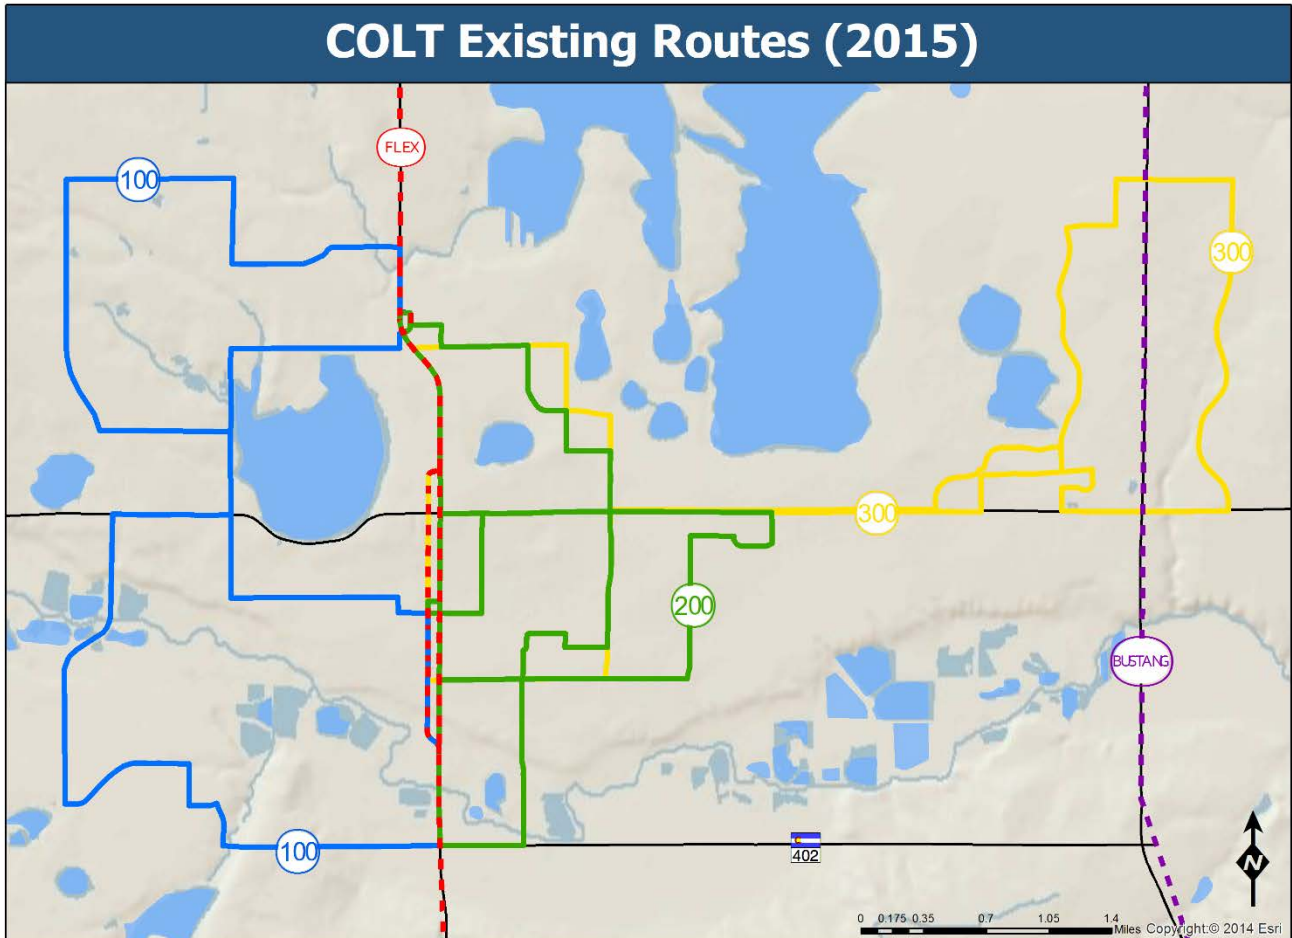 COLT Existing Routes (2015)
FLEX
100
300
300
200
BUSTANG
100
402
N
0 0.175 0.35 0.7 1.05 1.4
Miles Copyright:© 2014 Esri